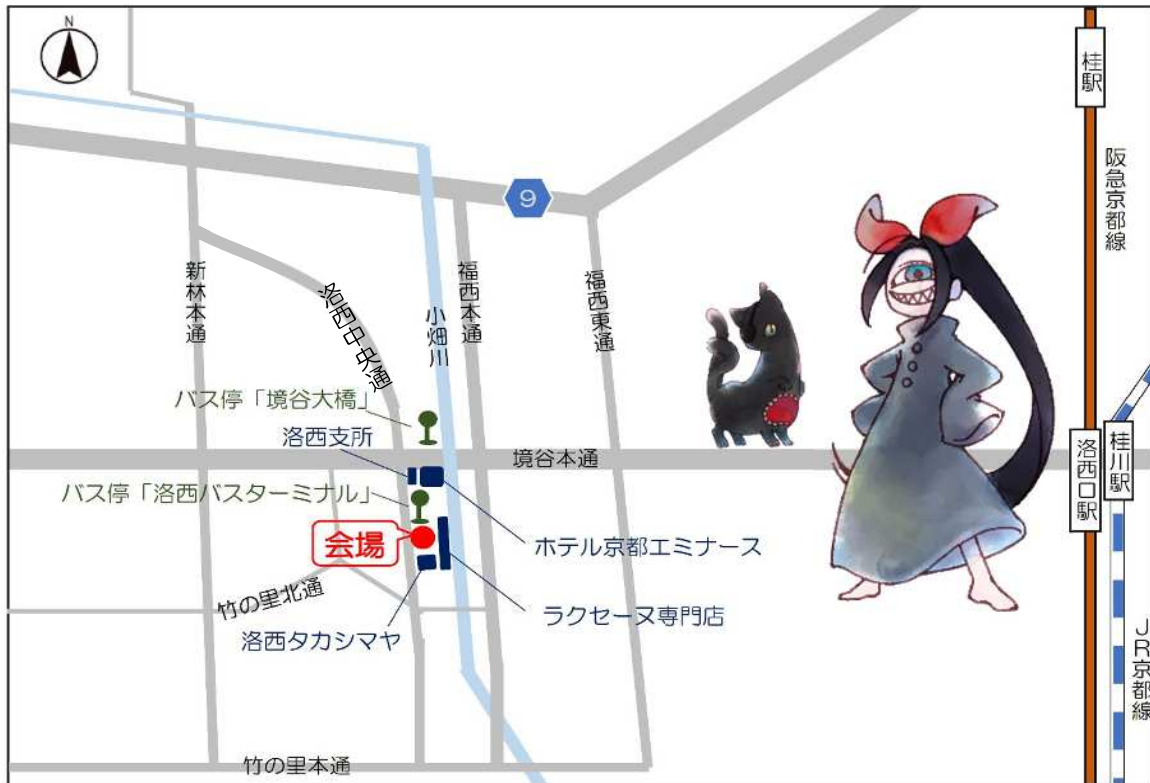 N
桂駅
阪急京都線
9
新林本通
洛西中央通
小畑川
福西本通
福西東通
バス停「境谷大橋」
洛西支所
境谷本通
洛西口駅
桂川駅
バス停「洛西バスターミナル」
会場
ホテル京都エミナース
竹の里北通
ラクセーヌ専門店
洛西タカシマヤ
JR京都線
竹の里本通